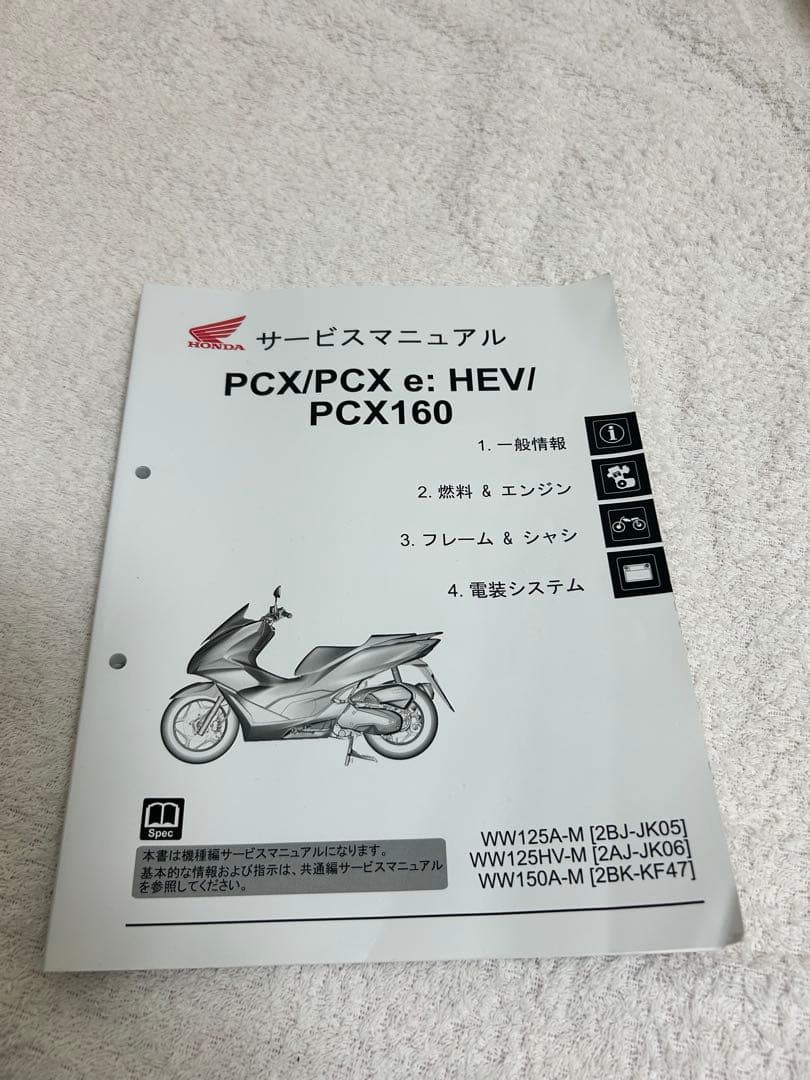 HONDA サービスマニュアル
PCX/PCX e: HEV/
PCX160
1. 一般情報
2. 燃料 & エンジン
3. フレーム & シャシ
4. 電装システム
Spec
本書は機種編サービスマニュアルになります。
基本的な情報および指示は、共通編サービスマニュアル
を参照してください。
WW125A-M [2BJ-JK05]
WW125HV-M [2AJ-JK06]
WW150A-M [2BK-KF47]